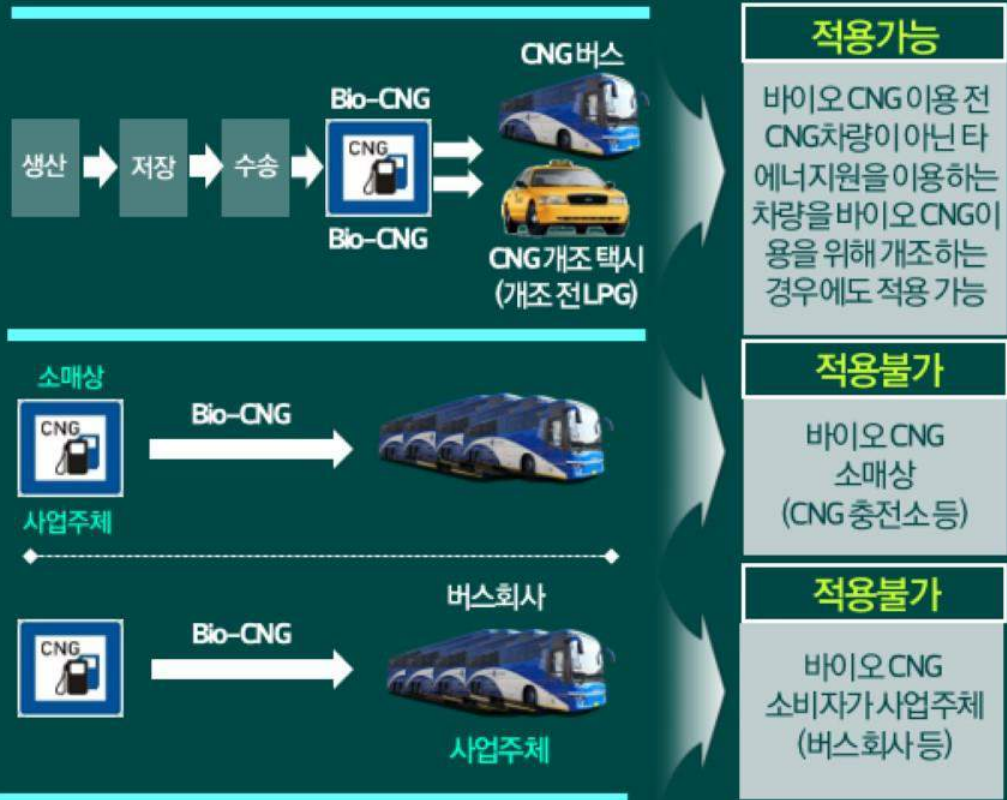 CNG 버스
Bio-CNG
생산
저장
수송
CNG
Bio-CNG
CNG 개조 택시
(개조 전 LPG)
적용가능
바이오 CNG 이용 전
CNG차량이 아닌 타
에너지원을 이용하는
차량을 바이오 CNG이
용을 위해 개조하는
경우에도 적용 가능
소매상
CNG
사업주체
Bio-CNG
적용불가
바이오 CNG
소매상
(CNG 충전소 등)
CNG
Bio-CNG
버스회사
사업주체
적용불가
바이오 CNG
소비자가 사업주체
(버스회사 등)